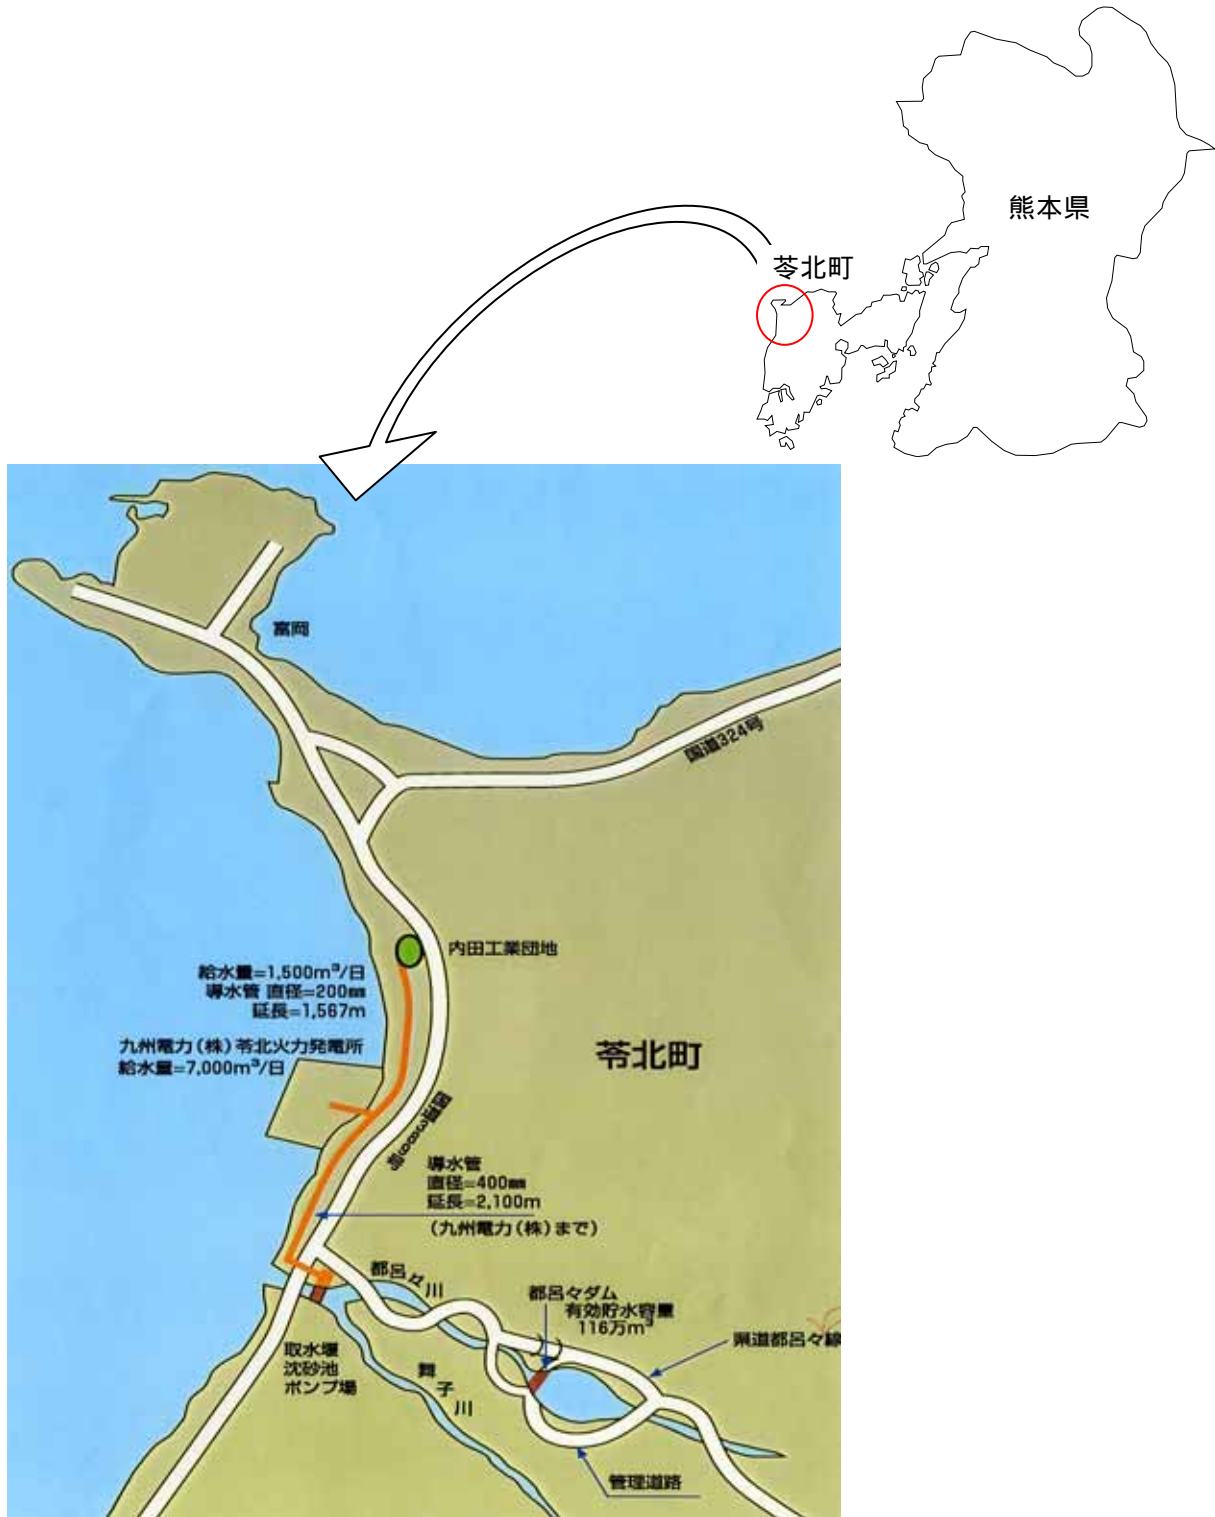 熊本県
苓北町
富岡
国道324号
内田工業団地
給水量=1,500m³/日
導水管 直径=200㎜
延長=1,567m
九州電力(株)苓北火力発電所
給水量=7,000m³/日
苓北町
国道389号
導水管
直径=400㎜
延長=2,100m
(九州電力(株)まで)
都呂々川
都呂々ダム
有効貯水容量
116万m³
県道都呂々線
取水堰
沈砂池
ポンプ場
舞子川
管理道路